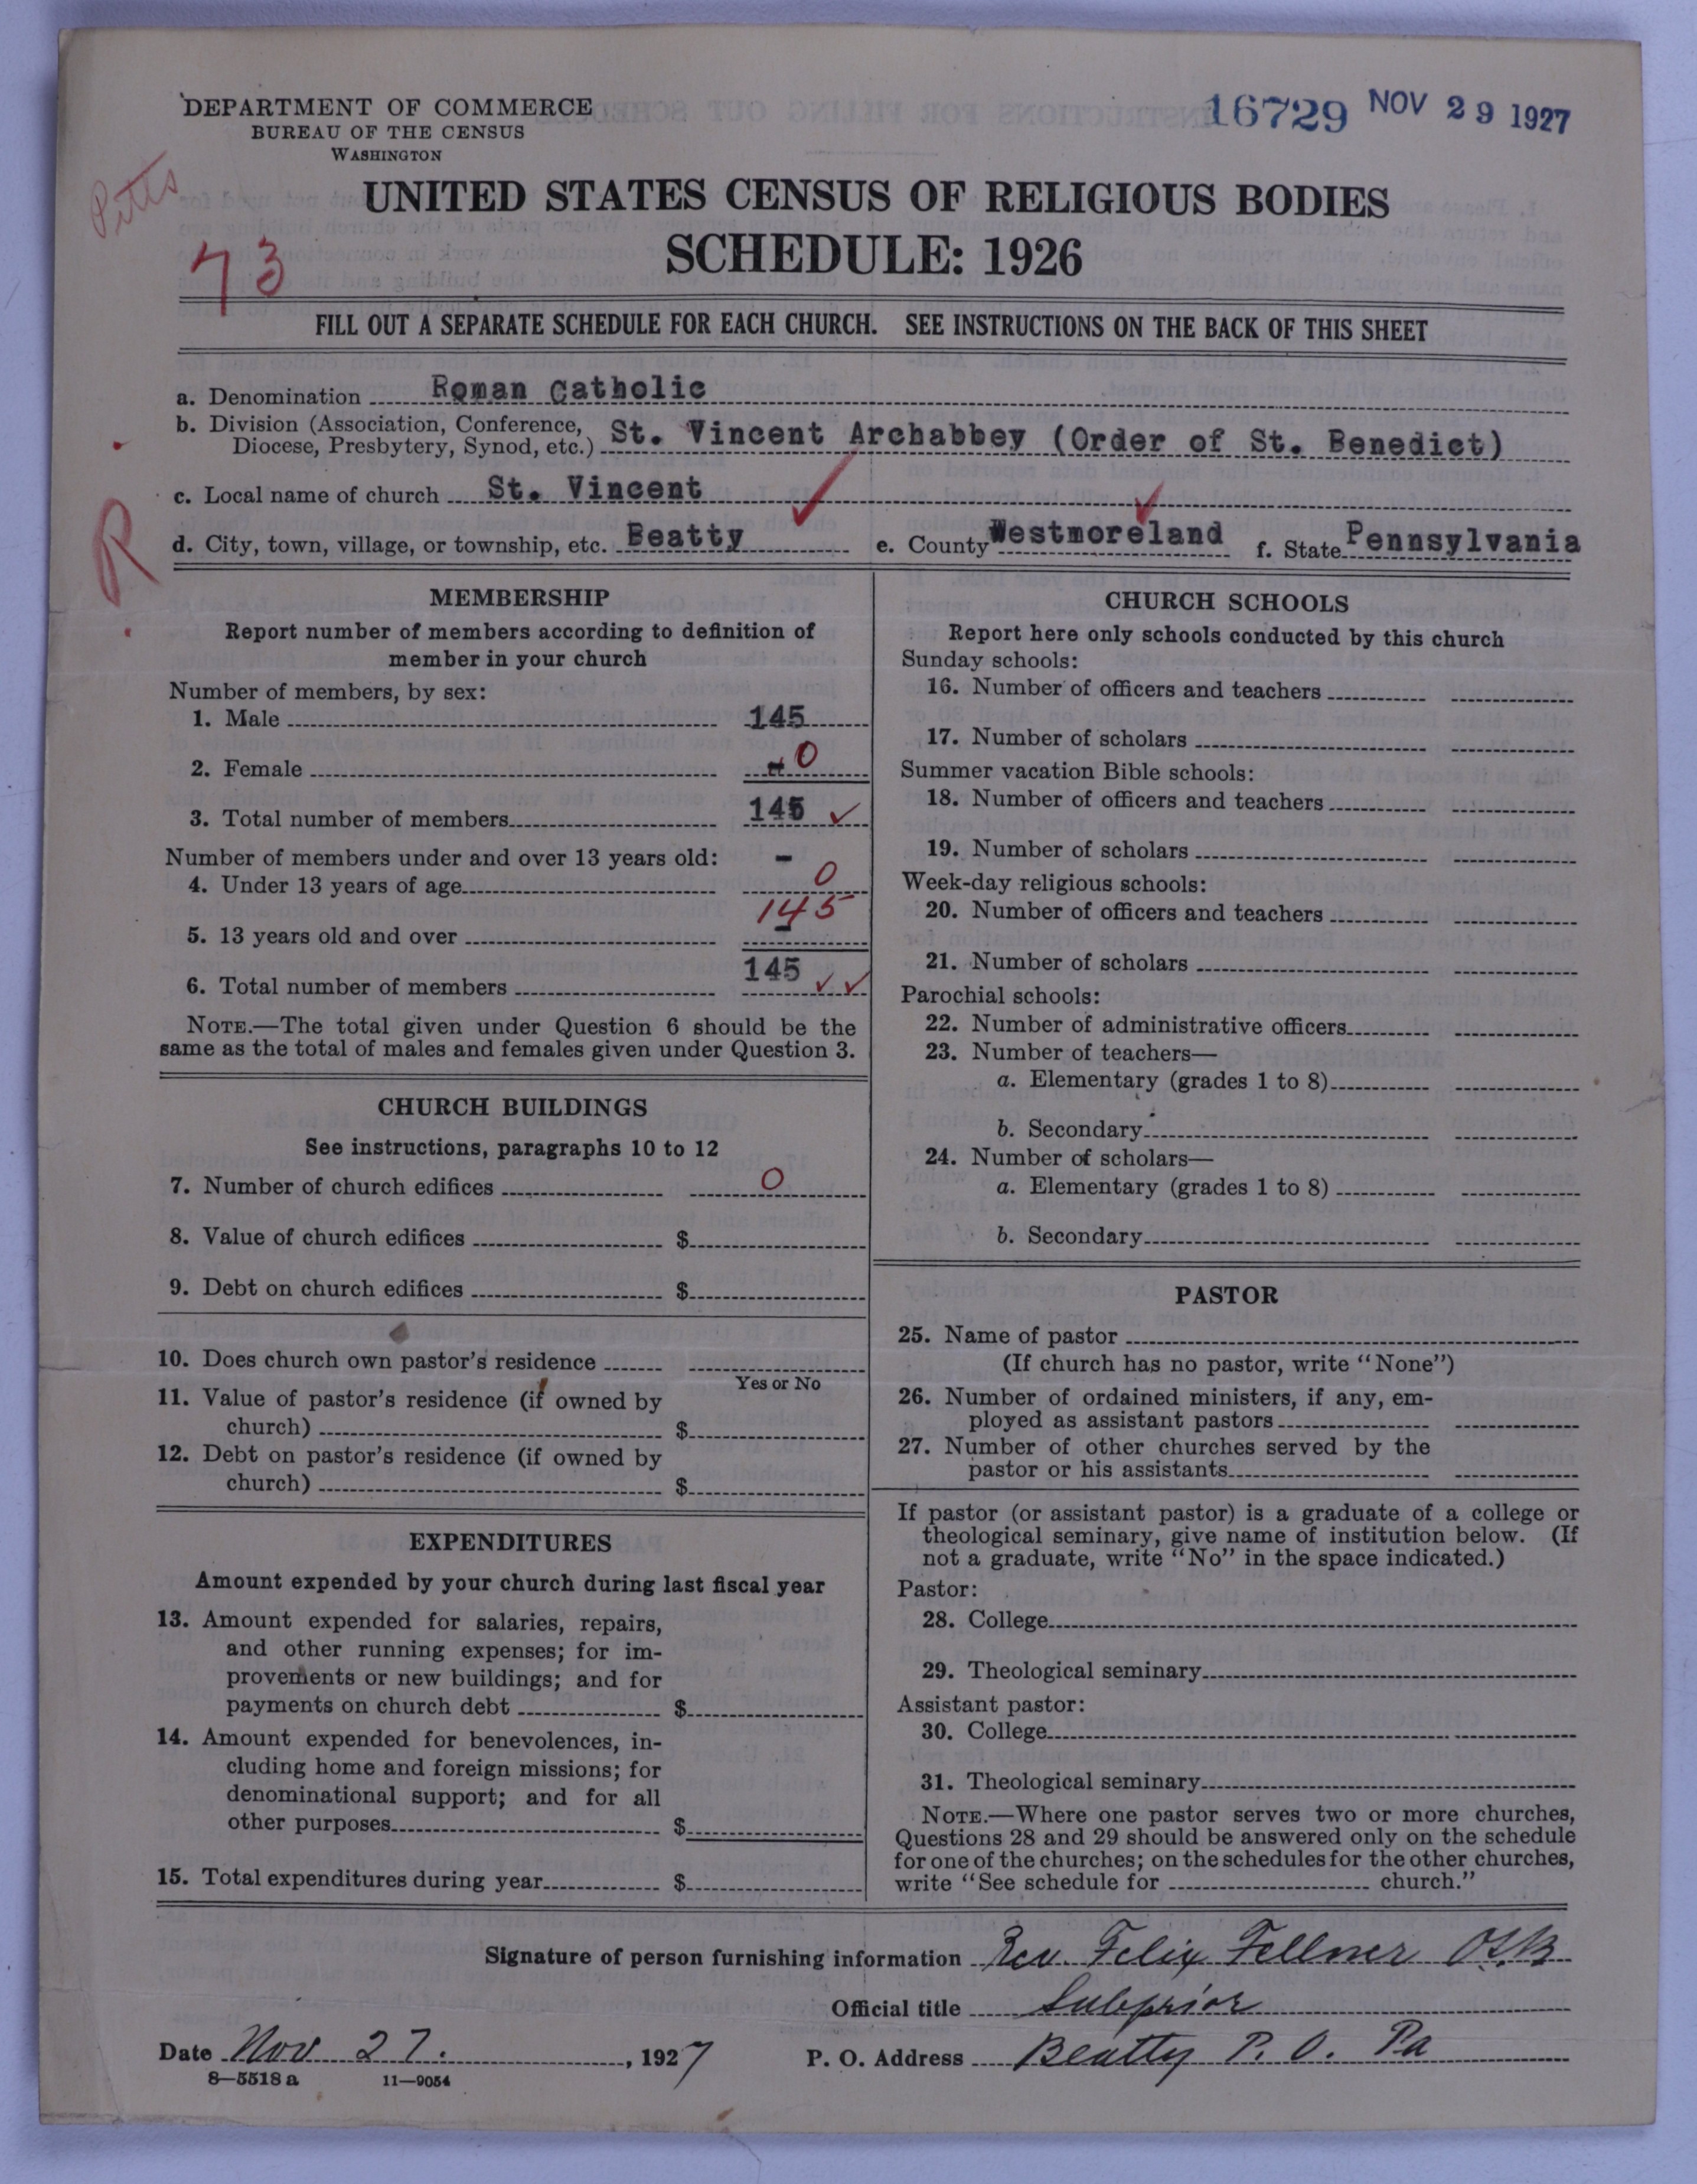 DEPARTMENT OF COMMERCE
BUREAU OF THE CENSUS
WASHINGTON
16729 NOV 29 1927
Pitts
73
UNITED STATES CENSUS OF RELIGIOUS BODIES
SCHEDULE: 1926
FILL OUT A SEPARATE SCHEDULE FOR EACH CHURCH. SEE INSTRUCTIONS ON THE BACK OF THIS SHEET
a. Denomination Roman Catholic
b. Division (Association, Conference,
Diocese, Presbytery, Synod, etc.) St. Vincent Archabbey (Order of St. Benedict)
c. Local name of church St. Vincent
d. City, town, village, or township, etc. Beatty e. County Westmoreland f. State Pennsylvania
R
MEMBERSHIP
Report number of members according to definition of
member in your church
Number of members, by sex:
1. Male 145
2. Female 0
3. Total number of members 145 ✓
Number of members under and over 13 years old: -
4. Under 13 years of age 0
5. 13 years old and over 145
6. Total number of members 145 ✓✓
NOTE.—The total given under Question 6 should be the
same as the total of males and females given under Question 3.
CHURCH BUILDINGS
See instructions, paragraphs 10 to 12
7. Number of church edifices 0
8. Value of church edifices $
9. Debt on church edifices $
10. Does church own pastor's residence
Yes or No
11. Value of pastor's residence (if owned by
church) $
12. Debt on pastor's residence (if owned by
church) $
EXPENDITURES
Amount expended by your church during last fiscal year
13. Amount expended for salaries, repairs,
and other running expenses; for im-
provements or new buildings; and for
payments on church debt $
14. Amount expended for benevolences, in-
cluding home and foreign missions; for
denominational support; and for all
other purposes $
15. Total expenditures during year $
CHURCH SCHOOLS
Report here only schools conducted by this church
Sunday schools:
16. Number of officers and teachers
17. Number of scholars
Summer vacation Bible schools:
18. Number of officers and teachers
19. Number of scholars
Week-day religious schools:
20. Number of officers and teachers
21. Number of scholars
Parochial schools:
22. Number of administrative officers
23. Number of teachers—
a. Elementary (grades 1 to 8)
b. Secondary
24. Number of scholars—
a. Elementary (grades 1 to 8)
b. Secondary
PASTOR
25. Name of pastor
(If church has no pastor, write "None")
26. Number of ordained ministers, if any, em-
ployed as assistant pastors
27. Number of other churches served by the
pastor or his assistants
If pastor (or assistant pastor) is a graduate of a college or
theological seminary, give name of institution below. (If
not a graduate, write "No" in the space indicated.)
Pastor:
28. College
29. Theological seminary
Assistant pastor:
30. College
31. Theological seminary
NOTE.—Where one pastor serves two or more churches,
Questions 28 and 29 should be answered only on the schedule
for one of the churches; on the schedules for the other churches,
write "See schedule for church."
Signature of person furnishing information Rev Felix Fellner O.S.B
Official title Subprior
Date Nov 27. , 1927 P. O. Address Beatty P. O. Pa
8—5518 a 11—9054